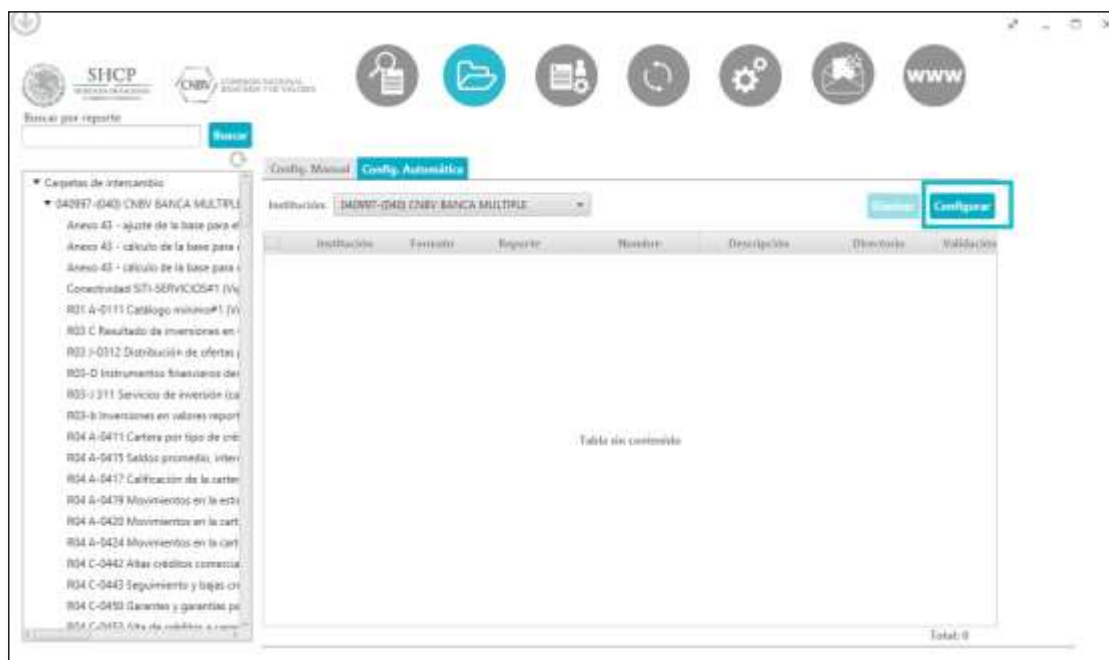 SHCP
CNBV
www
Buscar por reporte
Buscar
Config. Manual Config. Automática
Carpetas de intercambio
040997-(040) CNBV BANCA MULTIPLE
Institución: 040997-(040) CNBV BANCA MULTIPLE
Configurar
Institución Formato Reporte Nombre Descripción Directorio Validación
Anexo 43 - ajuste de la base para el
Anexo 43 - cálculo de la base para
Anexo 43 - cálculo de la base para
Conectividad SITI-SERVICIOS#1 (Vig
R01 A-0111 Catálogo mínimo#1 (Vi
R03 C Resultado de inversiones en
R03 J-0312 Distribución de ofertas
R03-D Instrumentos financieros der
R03-J 311 Servicios de inversión (ca
R03-b Inversiones en valores report
R04 A-0411 Cartera por tipo de cré
R04 A-0415 Saldos promedio, inter
R04 A-0417 Calificación de la carter
R04 A-0419 Movimientos en la esti
R04 A-0420 Movimientos en la cart
R04 A-0424 Movimientos en la cart
R04 C-0442 Altas créditos comercia
R04 C-0443 Seguimiento y bajas cré
R04 C-0450 Garantes y garantías pa
Tabla sin contenido
Total: 0